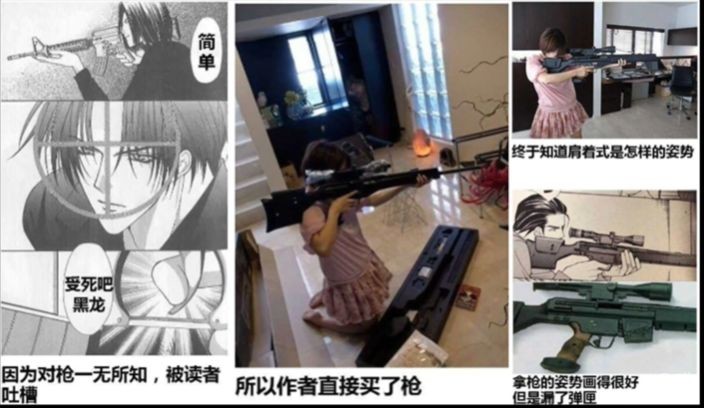 简
单
受死吧
黑龙
因为对枪一无所知，被读者
吐槽
所以作者直接买了枪
终于知道肩着式是怎样的姿势
拿枪的姿势画得很好
但是漏了弹匣